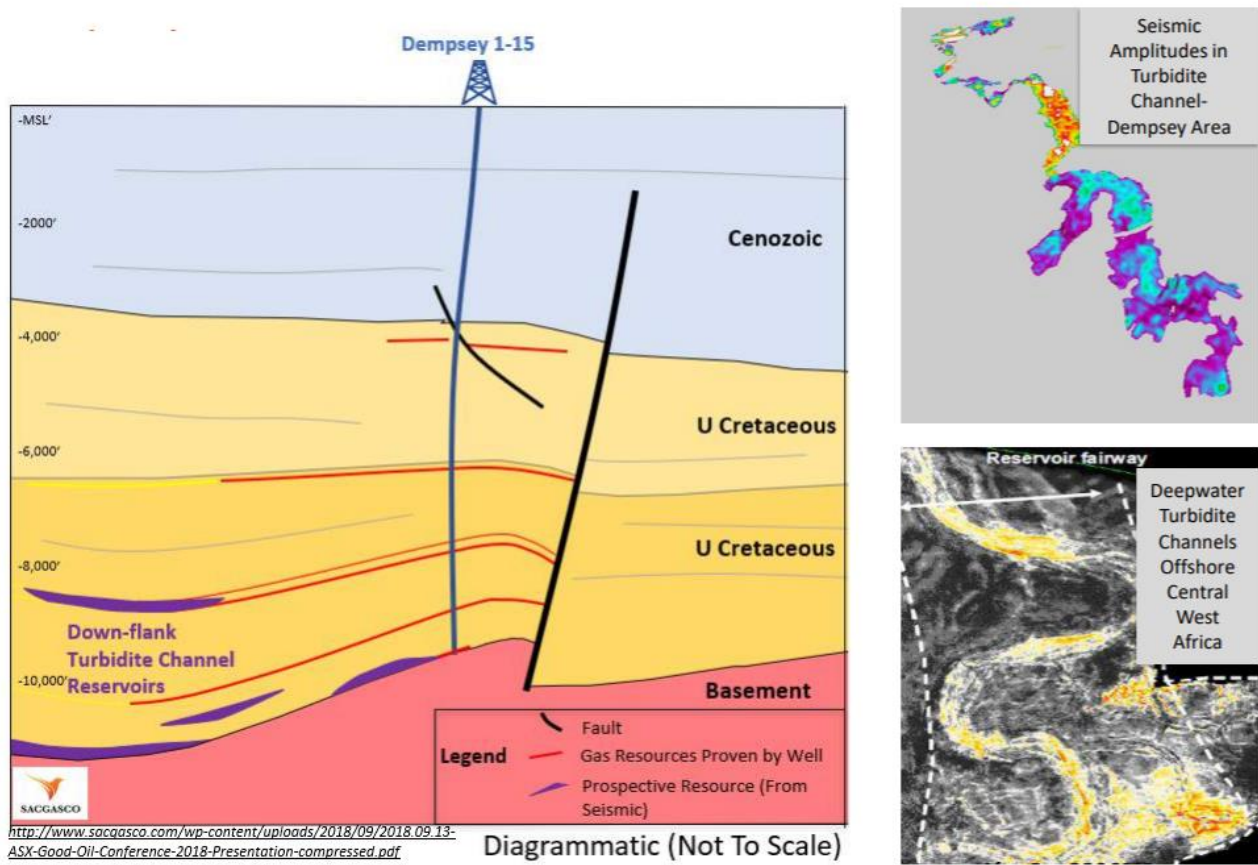 Dempsey 1-15
-MSL'
-2000'
Cenozoic
-4,000'
U Cretaceous
-6,000'
U Cretaceous
-8,000'
Down-flank
Turbidite Channel
Reservoirs
-10,000'
Basement
Legend
Fault
Gas Resources Proven by Well
Prospective Resource (From
Seismic)
SACGASCO
http://www.sacgasco.com/wp-content/uploads/2018/09/2018.09.13-
ASX-Good-Oil-Conference-2018-Presentation-compressed.pdf
Diagrammatic (Not To Scale)
Seismic
Amplitudes in
Turbidite
Channel-
Dempsey Area
Reservoir fairway
Deepwater
Turbidite
Channels
Offshore
Central
West
Africa